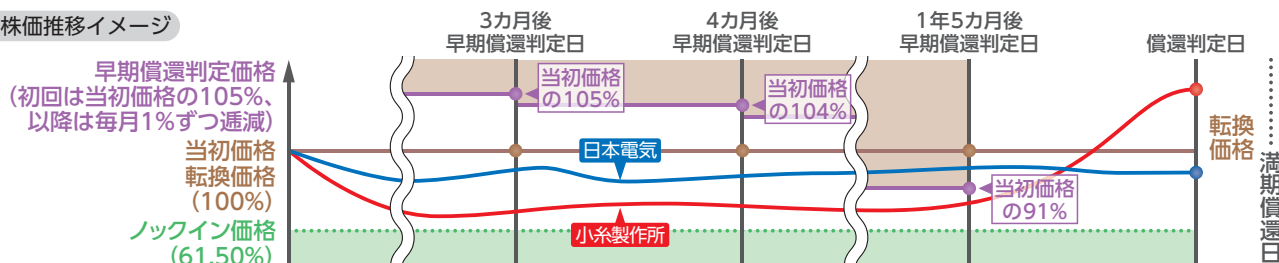 株価推移イメージ
3カ月後
早期償還判定日
4カ月後
早期償還判定日
1年5カ月後
早期償還判定日
償還判定日
早期償還判定価格
(初回は当初価格の105%、
以降は毎月1%ずつ逓減)
当初価格
の105%
当初価格
の104%
当初価格
転換価格
(100%)
日本電気
転換
価格
当初価格
の91%
ノックイン価格
(61.50%)
小糸製作所
満期償還日